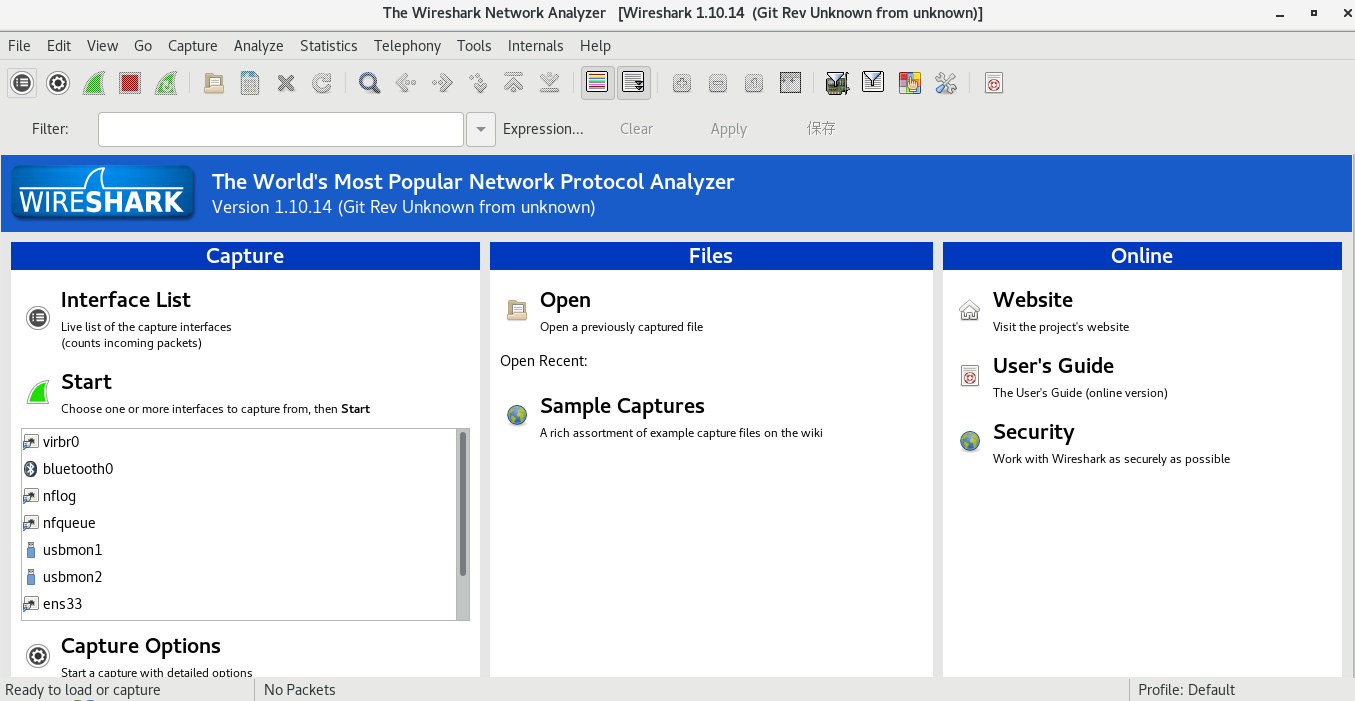 The Wireshark Network Analyzer [Wireshark 1.10.14 (Git Rev Unknown from unknown)]
File Edit View Go Capture Analyze Statistics Telephony Tools Internals Help
Filter: Expression... Clear Apply 保存
WIRESHARK
The World's Most Popular Network Protocol Analyzer
Version 1.10.14 (Git Rev Unknown from unknown)
Capture
Interface List
Live list of the capture interfaces
(counts incoming packets)
Start
Choose one or more interfaces to capture from, then Start
virbr0
bluetooth0
nflog
nfqueue
usbmon1
usbmon2
ens33
Capture Options
Start a capture with detailed options
Files
Open
Open a previously captured file
Open Recent:
Sample Captures
A rich assortment of example capture files on the wiki
Online
Website
Visit the project's website
User's Guide
The User's Guide (online version)
Security
Work with Wireshark as securely as possible
Ready to load or capture No Packets Profile: Default